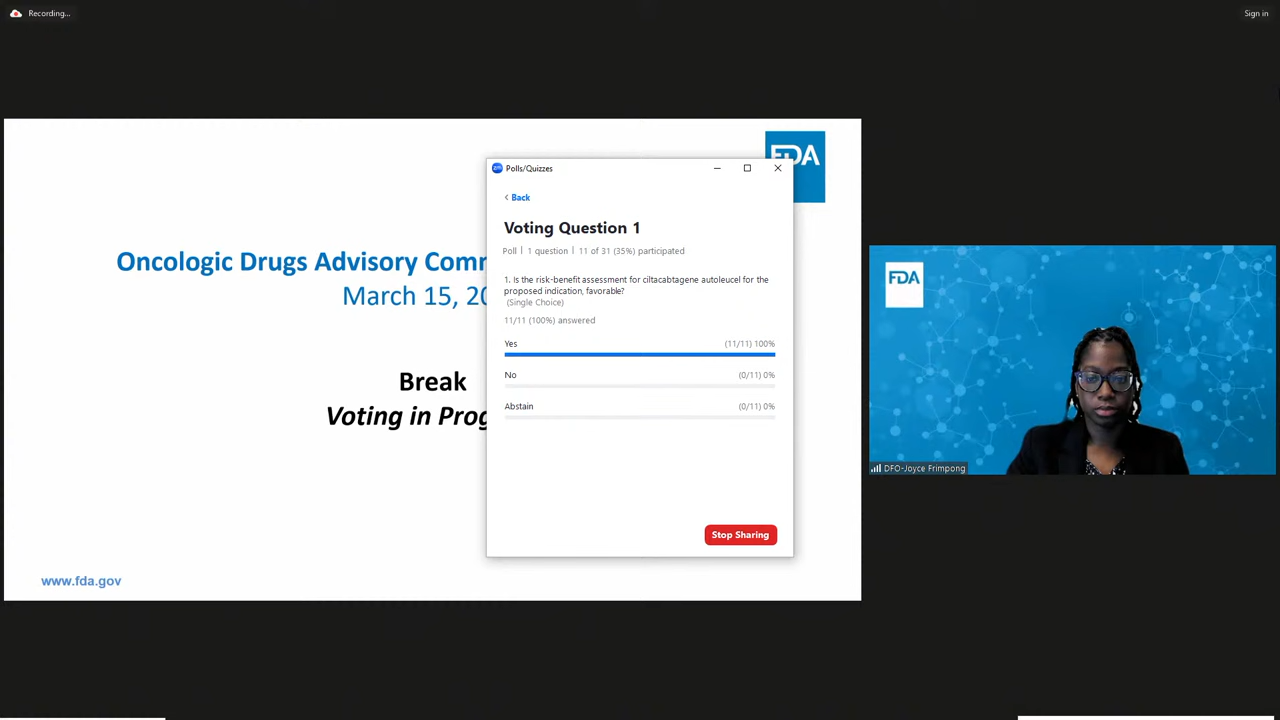 Recording...
Sign in
FDA
Oncologic Drugs Advisory Comm
March 15, 20
Break
Voting in Prog
www.fda.gov
Polls/Quizzes
Back
Voting Question 1
Poll | 1 question | 11 of 31 (35%) participated
1. Is the risk-benefit assessment for ciltacabtagene autoleucel for the
proposed indication, favorable?
(Single Choice)
11/11 (100%) answered
Yes (11/11) 100%
No (0/11) 0%
Abstain (0/11) 0%
Stop Sharing
FDA
DFO-Joyce Frimpong